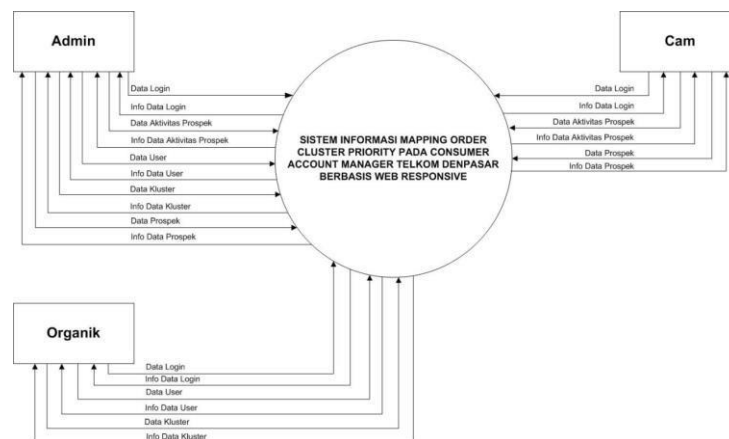 Admin
Cam
Data Login
Info Data Login
Data Aktivitas Prospek
Info Data Aktivitas Prospek
Data User
Info Data User
Data Kluster
Info Data Kluster
Data Prospek
Info Data Prospek
SISTEM INFORMASI MAPPING ORDER
CLUSTER PRIORITY PADA CONSUMER
ACCOUNT MANAGER TELKOM DENPASAR
BERBASIS WEB RESPONSIVE
Data Login
Info Data Login
Data Aktivitas Prospek
Info Data Aktivitas Prospek
Data Prospek
Info Data Prospek
Organik
Data Login
Info Data Login
Data User
Info Data User
Data Kluster
Info Data Kluster